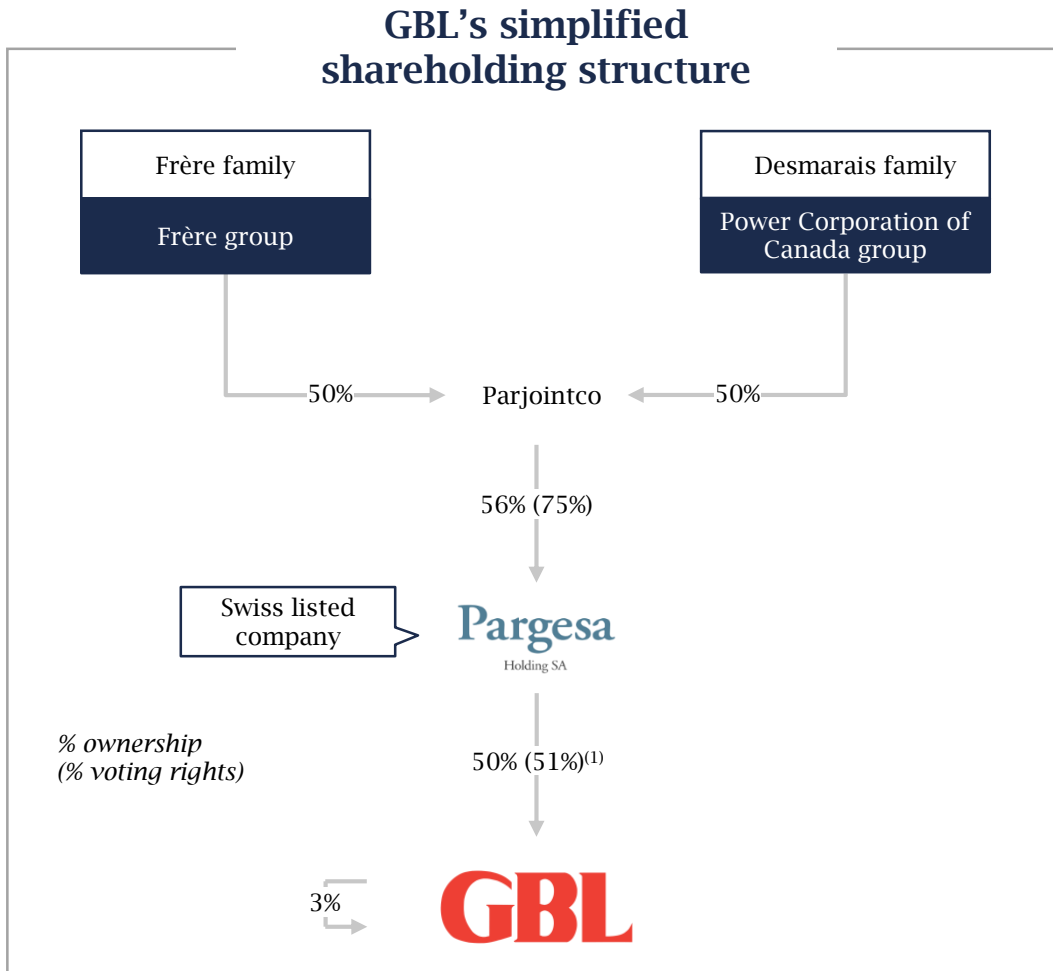 GBL's simplified
shareholding structure
Frère family
Frère group
Desmarais family
Power Corporation of
Canada group
50%
Parjointco
50%
56% (75%)
Swiss listed
company
Pargesa
Holding SA
% ownership
(% voting rights)
50% (51%)(1)
3%
GBL